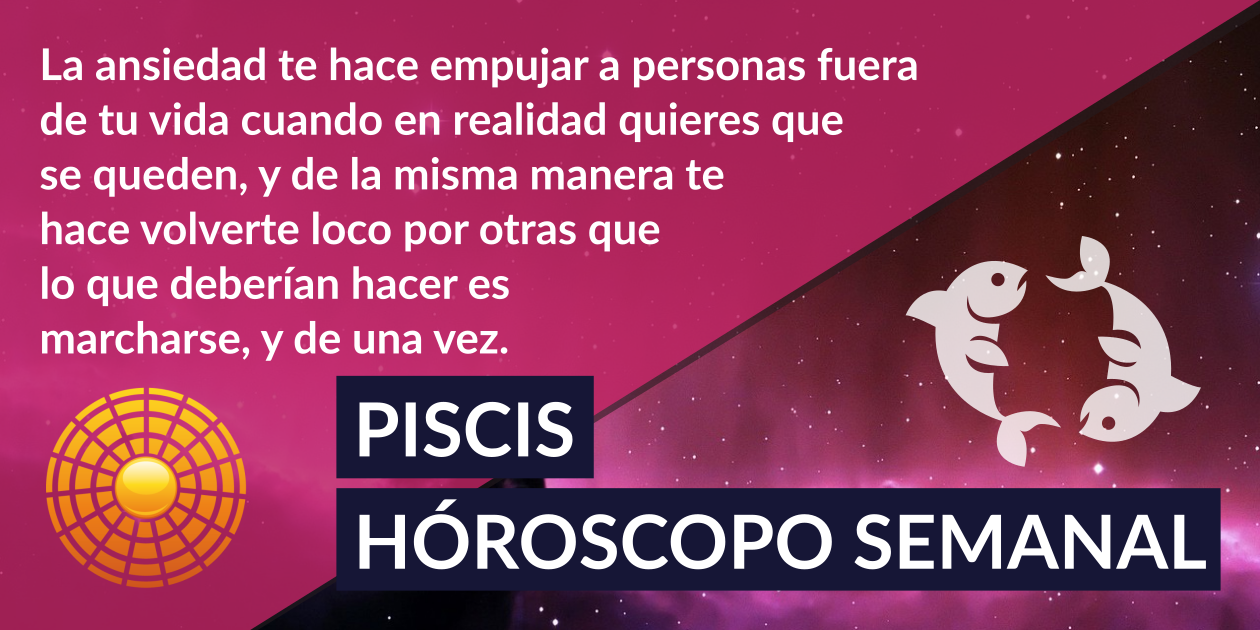 La ansiedad te hace empujar a personas fuera
de tu vida cuando en realidad quieres que
se queden, y de la misma manera te
hace volverte loco por otras que
lo que deberían hacer es
marcharse, y de una vez.
PISCIS
HÓROSCOPO SEMANAL